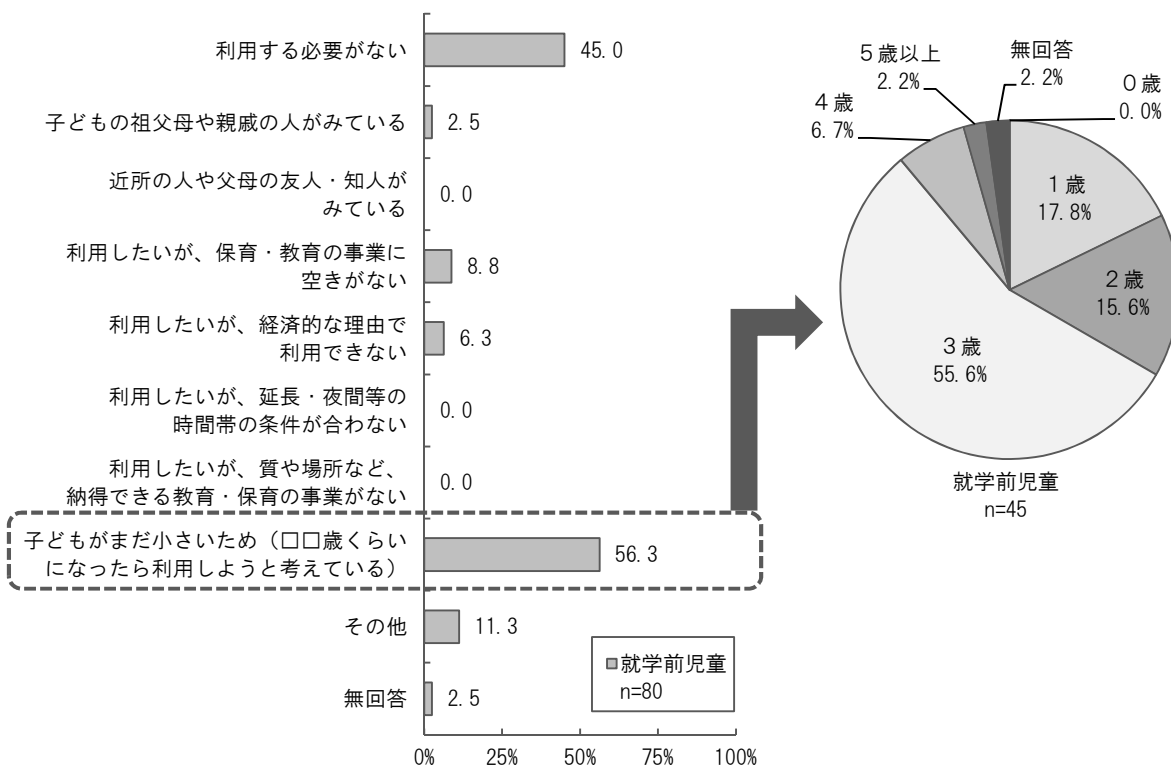 利用する必要がない
45.0
子どもの祖父母や親戚の人がみている
2.5
近所の人や父母の友人・知人が
みている
0.0
利用したいが、保育・教育の事業に
空きがない
8.8
利用したいが、経済的な理由で
利用できない
6.3
利用したいが、延長・夜間等の
時間帯の条件が合わない
0.0
利用したいが、質や場所など、
納得できる教育・保育の事業がない
0.0
子どもがまだ小さいため（□□歳くらい
になったら利用しようと考えている）
56.3
その他
11.3
無回答
2.5
0%
25%
50%
75%
100%
就学前児童
n=80
0歳
0.0%
1歳
17.8%
2歳
15.6%
3歳
55.6%
4歳
6.7%
5歳以上
2.2%
無回答
2.2%
就学前児童
n=45